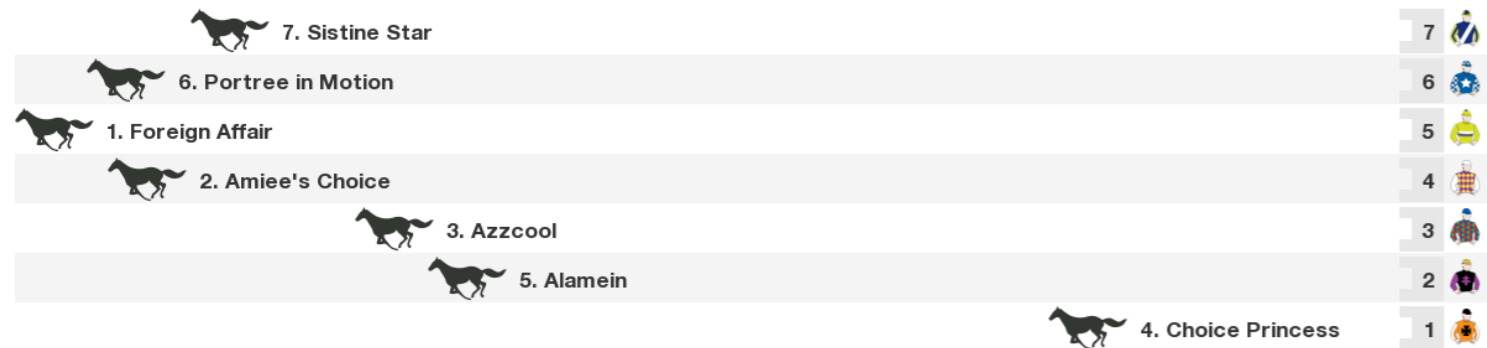 7. Sistine Star 7
6. Portree in Motion 6
1. Foreign Affair 5
2. Amiee's Choice 4
3. Azzcool 3
5. Alamein 2
4. Choice Princess 1